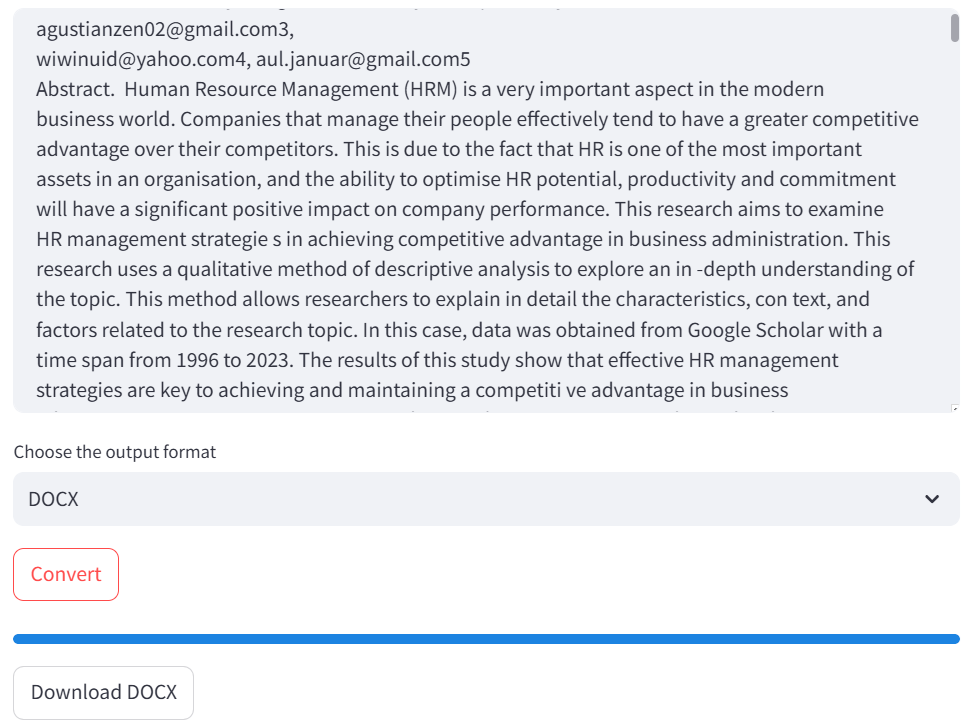 agustianzen02@gmail.com3,
wiwinuid@yahoo.com4, aul.januar@gmail.com5
Abstract.  Human Resource Management (HRM) is a very important aspect in the modern
business world. Companies that manage their people effectively tend to have a greater competitive
advantage over their competitors. This is due to the fact that HR is one of the most important
assets in an organisation, and the ability to optimise HR potential, productivity and commitment
will have a significant positive impact on company performance. This research aims to examine
HR management strategie s in achieving competitive advantage in business administration. This
research uses a qualitative method of descriptive analysis to explore an in -depth understanding of
the topic. This method allows researchers to explain in detail the characteristics, con text, and
factors related to the research topic. In this case, data was obtained from Google Scholar with a
time span from 1996 to 2023. The results of this study show that effective HR management
strategies are key to achieving and maintaining a competiti ve advantage in business
Choose the output format
DOCX
Convert
Download DOCX